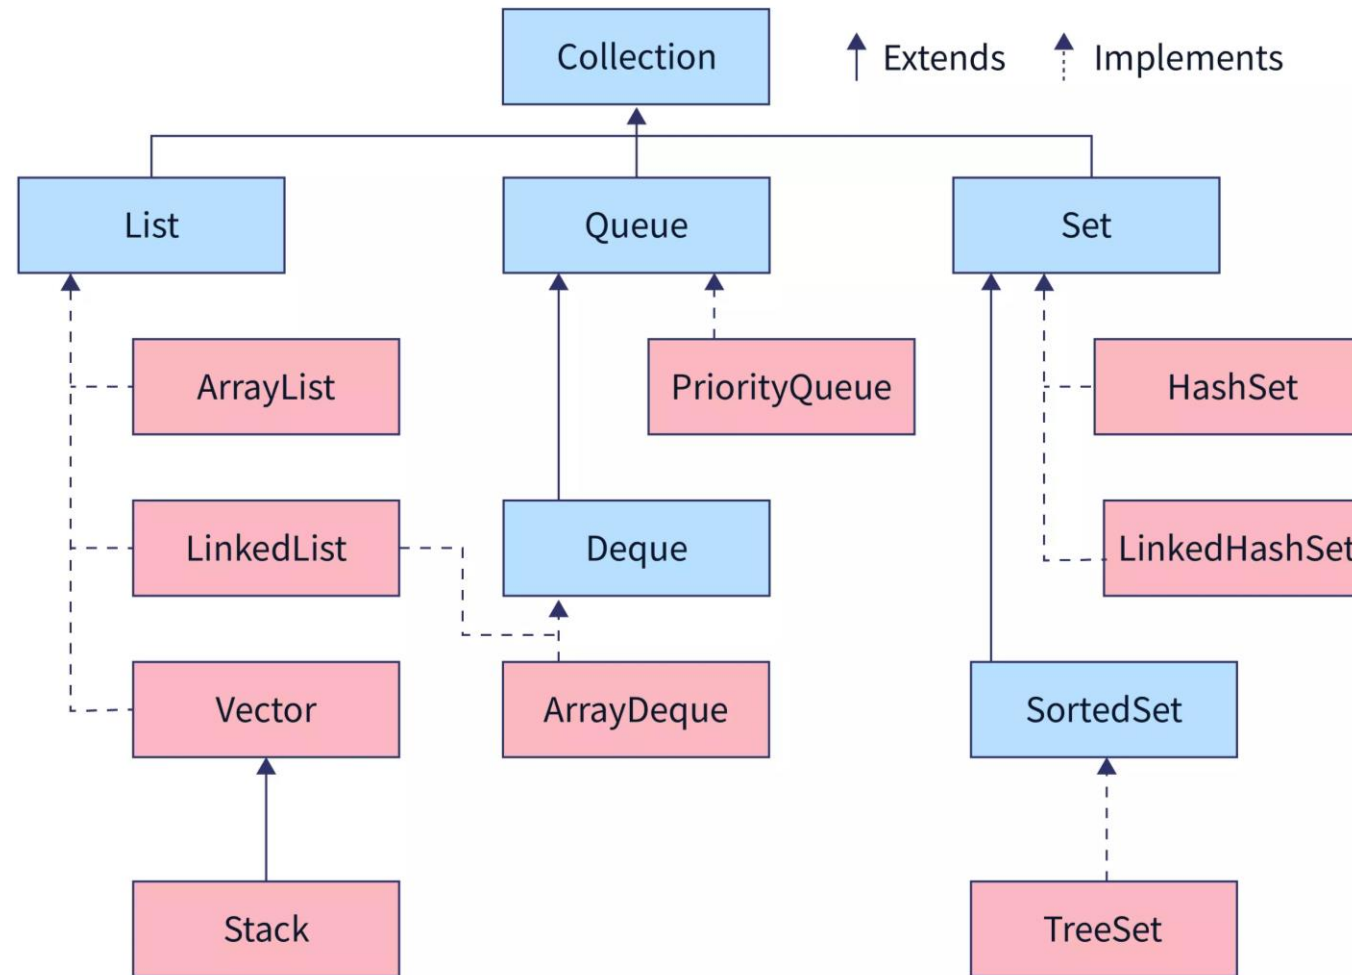 Collection
Extends
Implements
List
Queue
Set
ArrayList
PriorityQueue
HashSet
LinkedList
Deque
LinkedHashSet
Vector
ArrayDeque
SortedSet
Stack
TreeSet